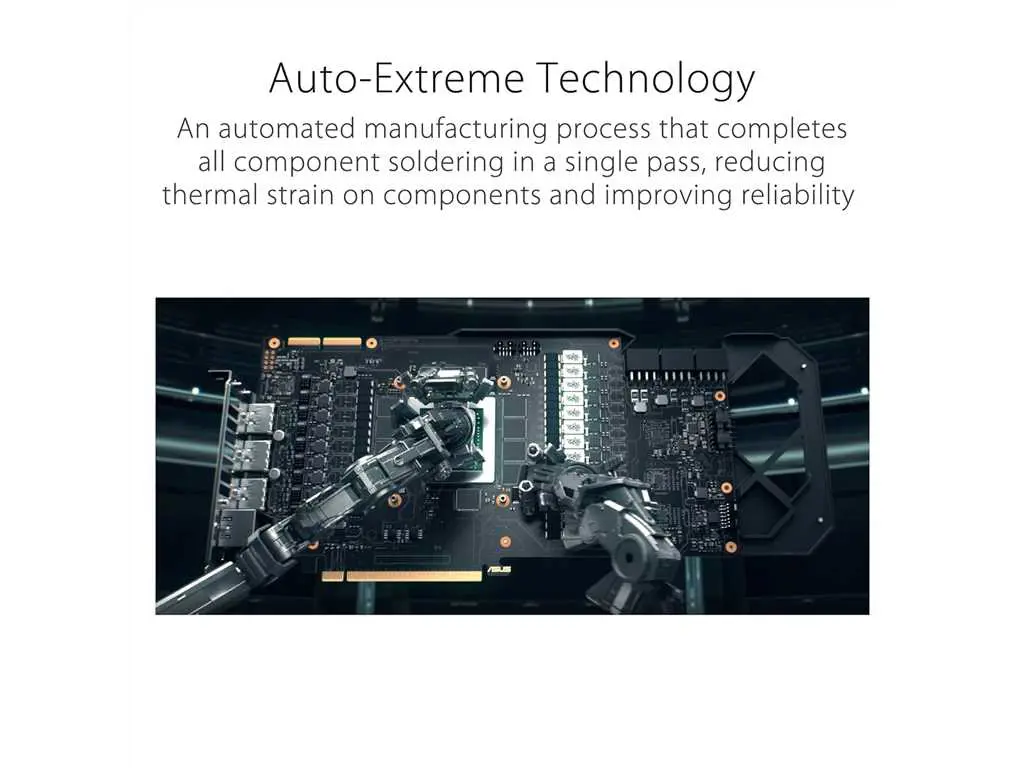 Auto-Extreme Technology
An automated manufacturing process that completes
all component soldering in a single pass, reducing
thermal strain on components and improving reliability
ASUS